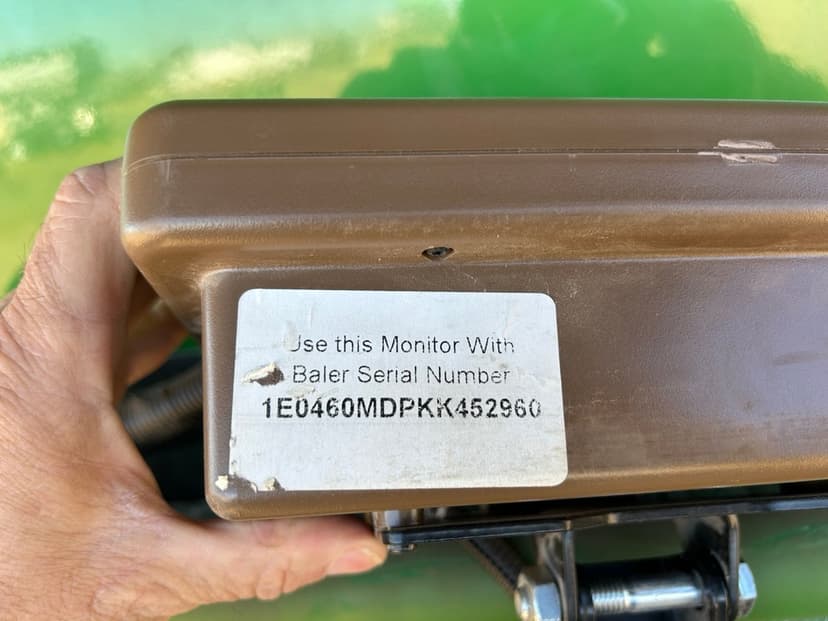 Use this Monitor With
Baler Serial Number
1E0460MDPKK452960